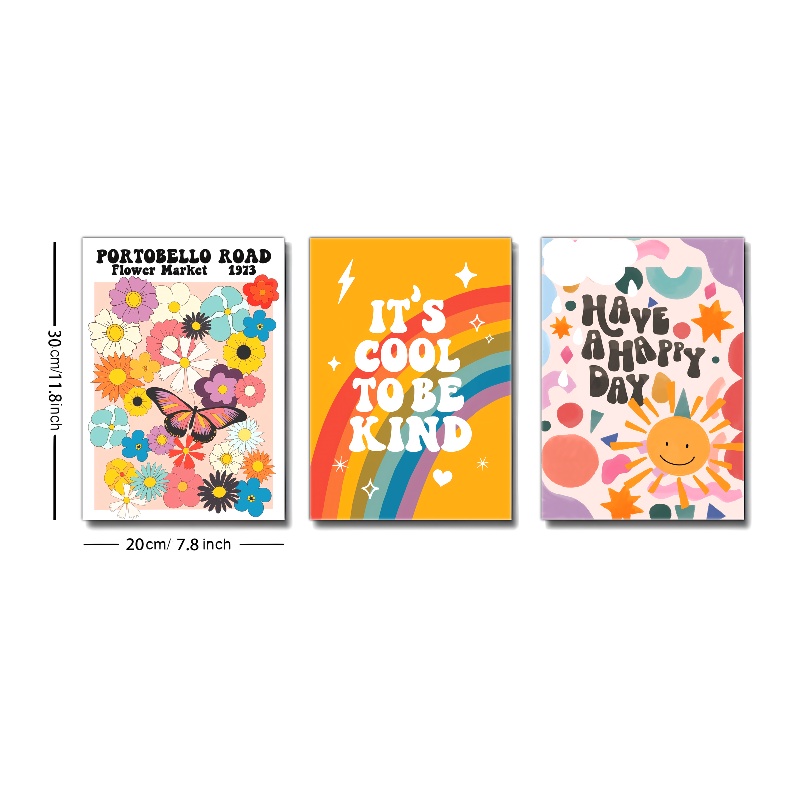 PORTOBELLO ROAD
Flower Market 1973
IT'S
COOL
TO BE
KIND
HAVE
A HAPPY
DAY
30cm/11.8inch
20cm/ 7.8 inch